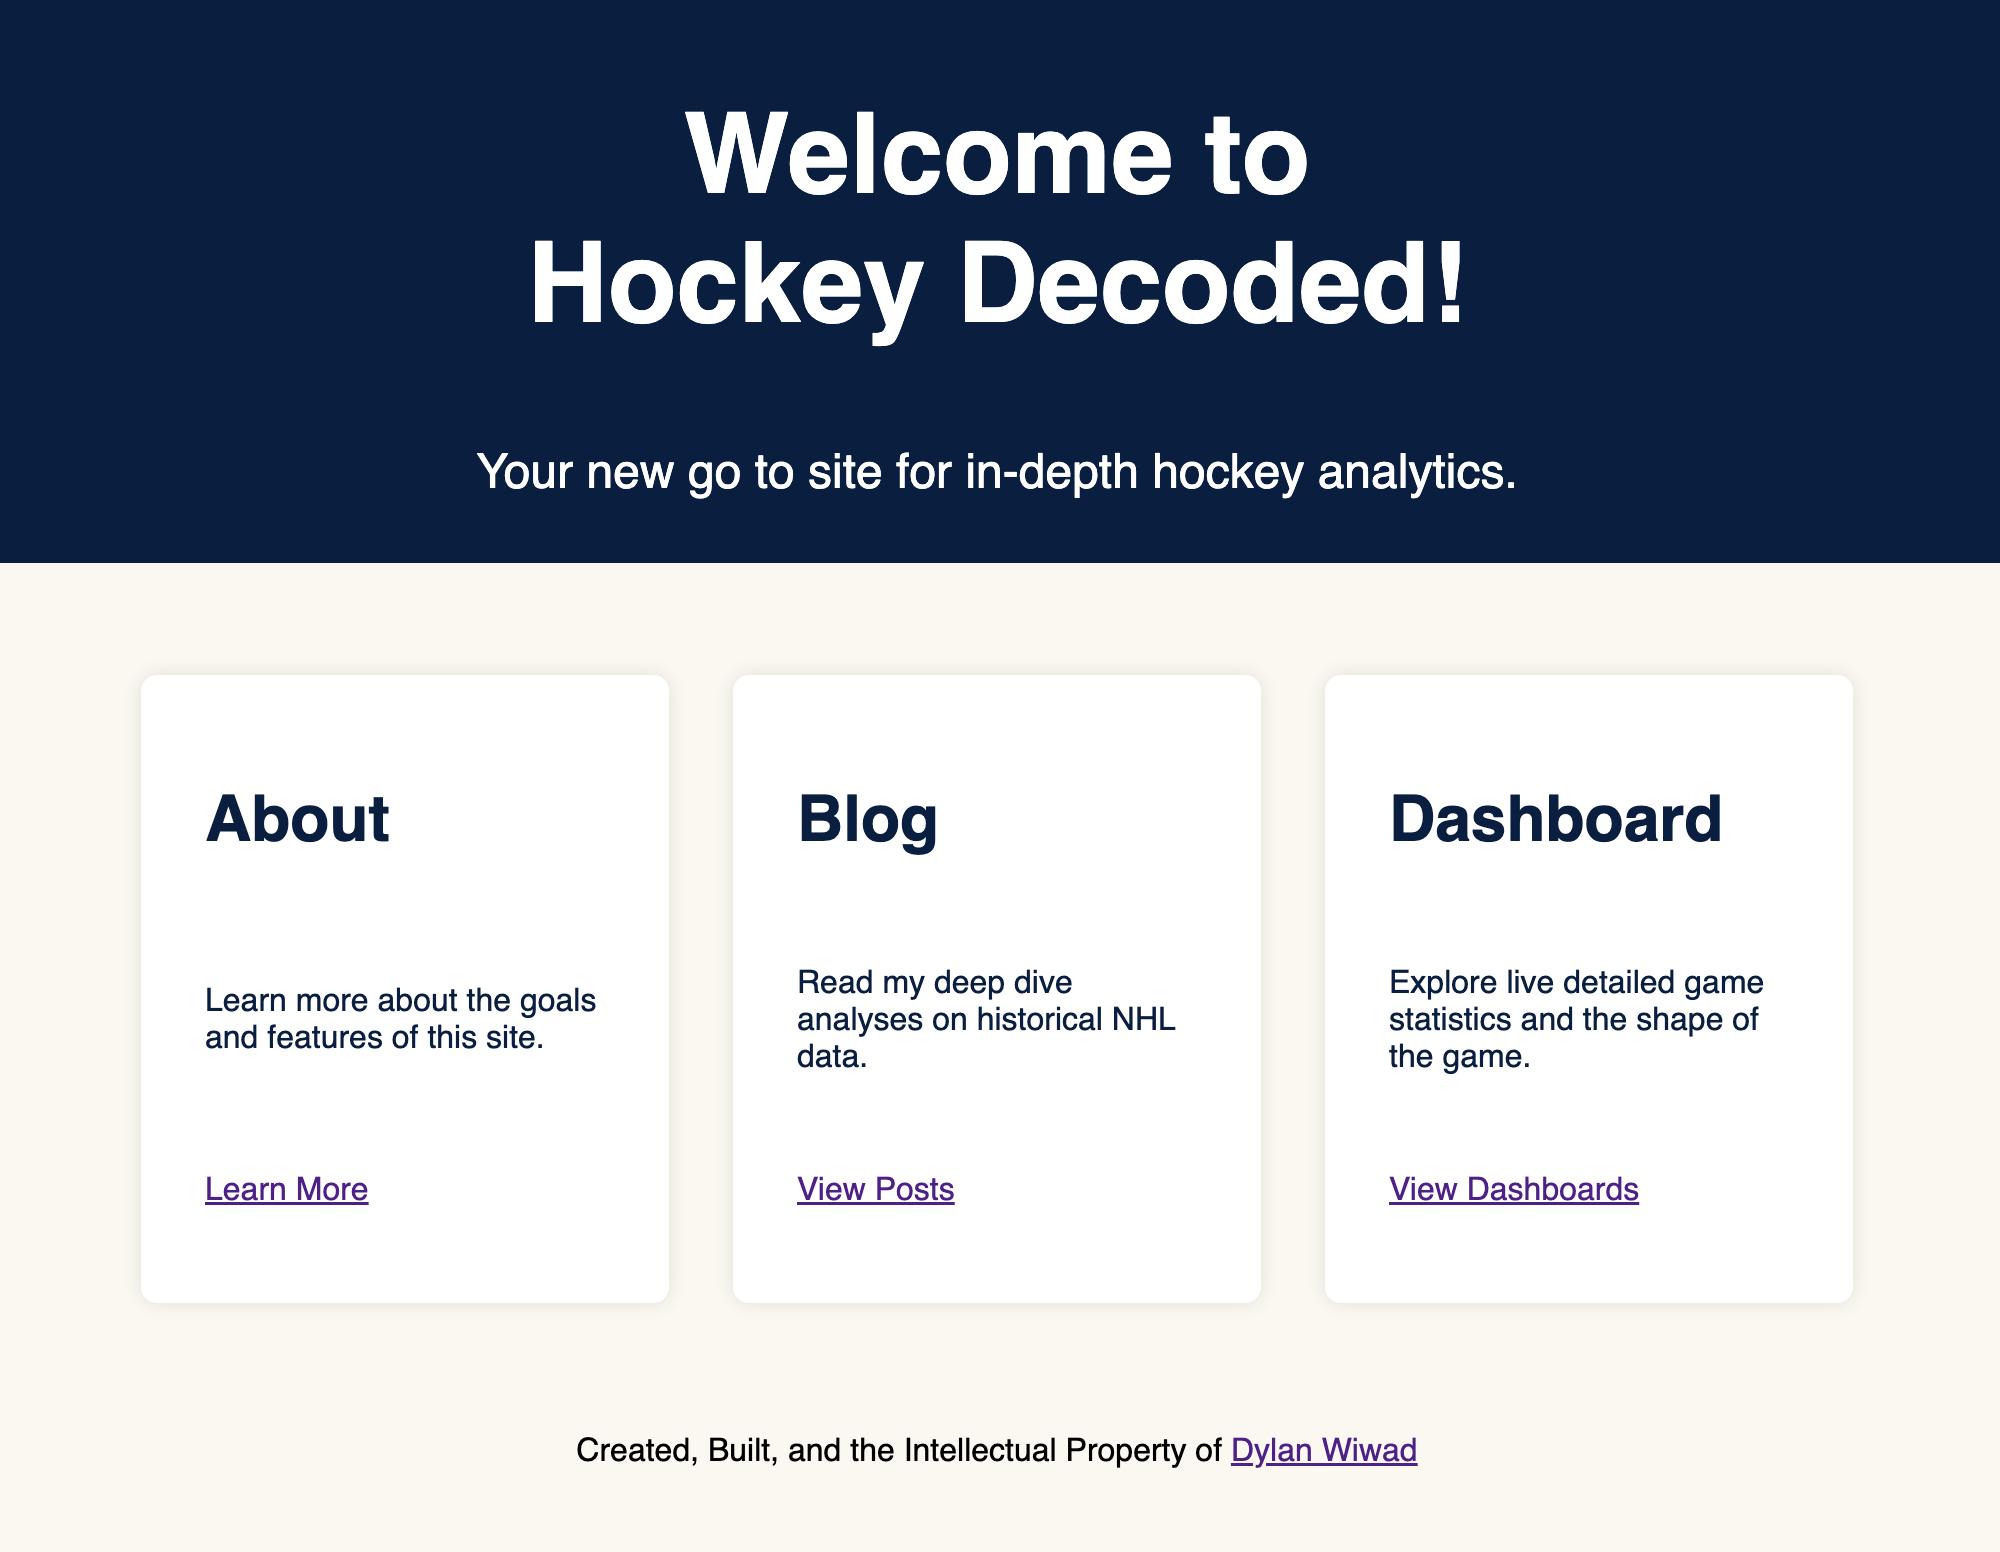 Welcome to
Hockey Decoded!
Your new go to site for in-depth hockey analytics.
About
Learn more about the goals
and features of this site.
Learn More
Blog
Read my deep dive
analyses on historical NHL
data.
View Posts
Dashboard
Explore live detailed game
statistics and the shape of
the game.
View Dashboards
Created, Built, and the Intellectual Property of Dylan Wiwad